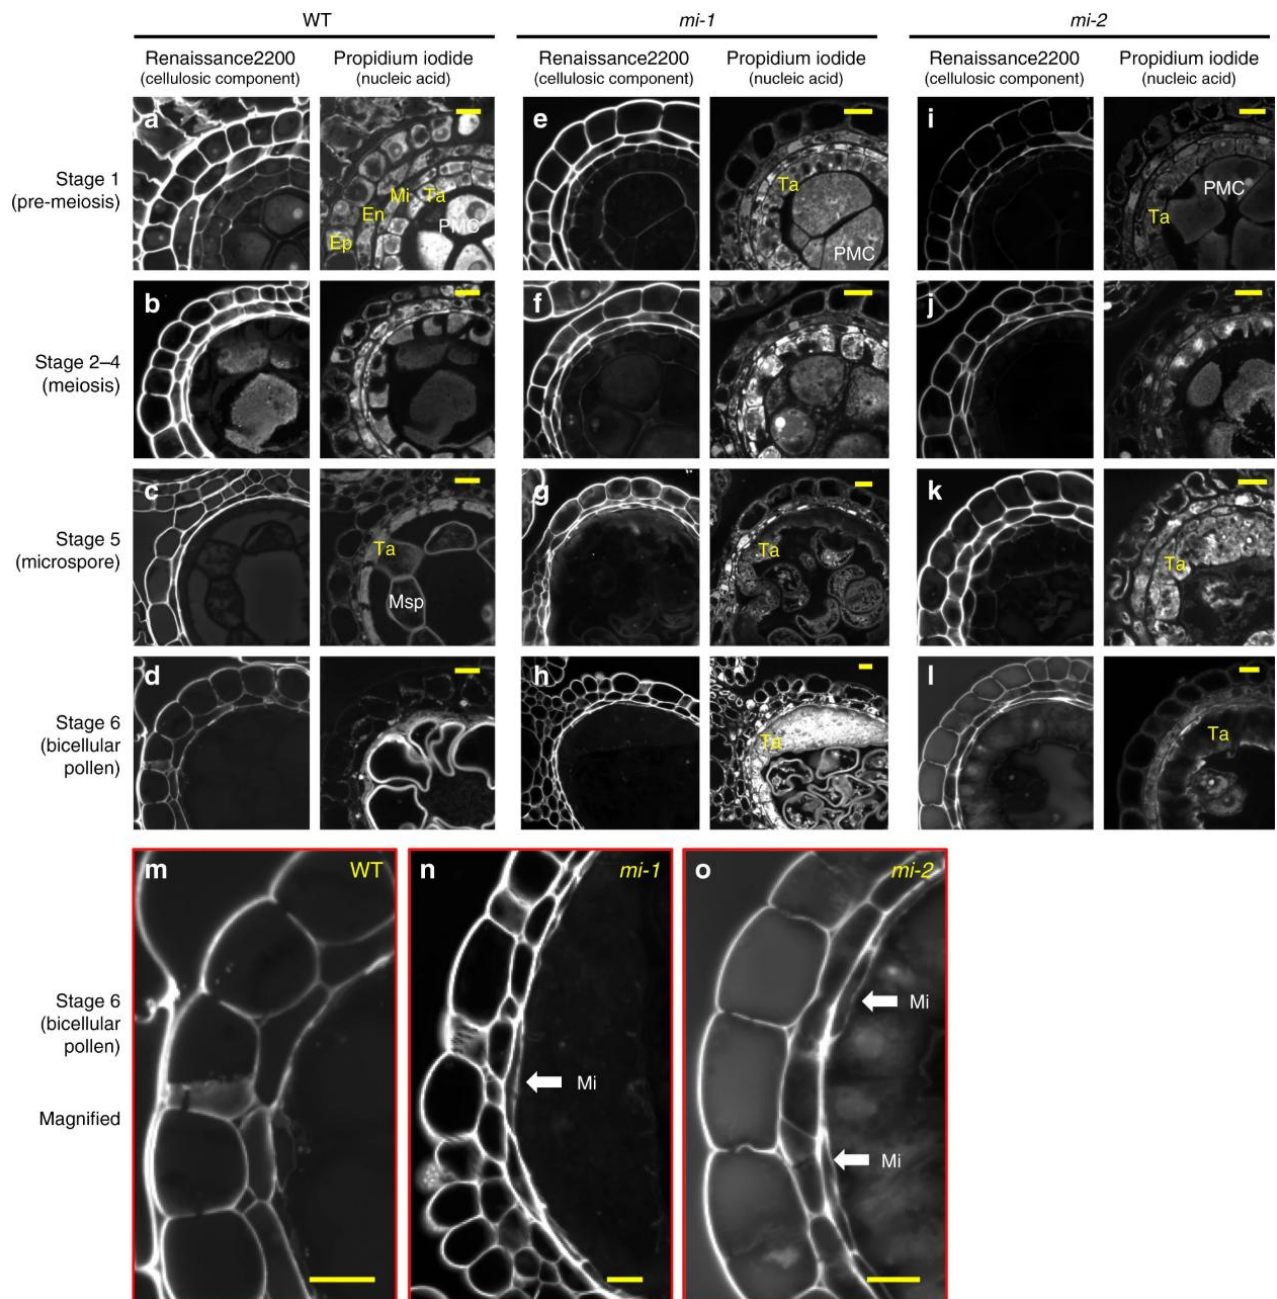 WT mi-1 mi-2
Renaissance2200 Propidium iodide Renaissance2200 Propidium iodide Renaissance2200 Propidium iodide
(cellulosic component) (nucleic acid) (cellulosic component) (nucleic acid) (cellulosic component) (nucleic acid)
Stage 1
(pre-meiosis)
a
Ep
En
Mi
Ta
PMC
e
Ta
PMC
i
Ta
PMC
Stage 2–4
(meiosis)
b
f
j
Stage 5
(microspore)
c
Ta
Msp
g
Ta
k
Ta
Stage 6
(bicellular
pollen)
d
h
Ta
l
Ta
Stage 6
(bicellular
pollen)
Magnified
m WT
n mi-1
Mi
o mi-2
Mi
Mi